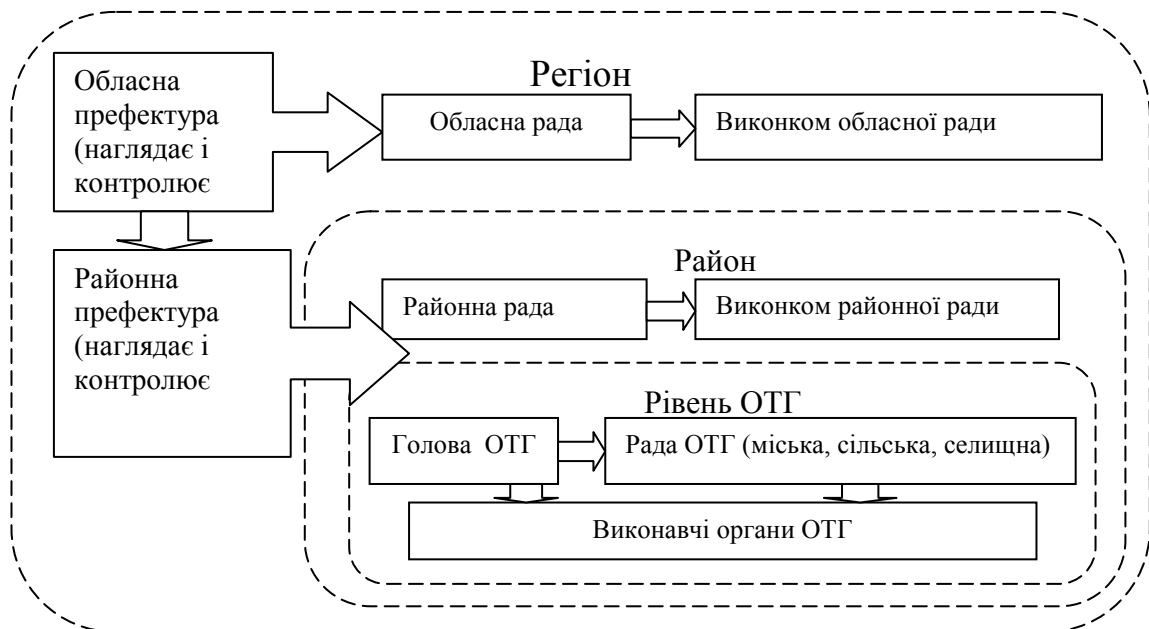 Обласна
префектура
(наглядає і
контролює
Регіон
Обласна рада
Виконком обласної ради
Районна
префектура
(наглядає і
контролює
Район
Районна рада
Виконком районної ради
Рівень ОТГ
Голова ОТГ
Рада ОТГ (міська, сільська, селищна)
Виконавчі органи ОТГ